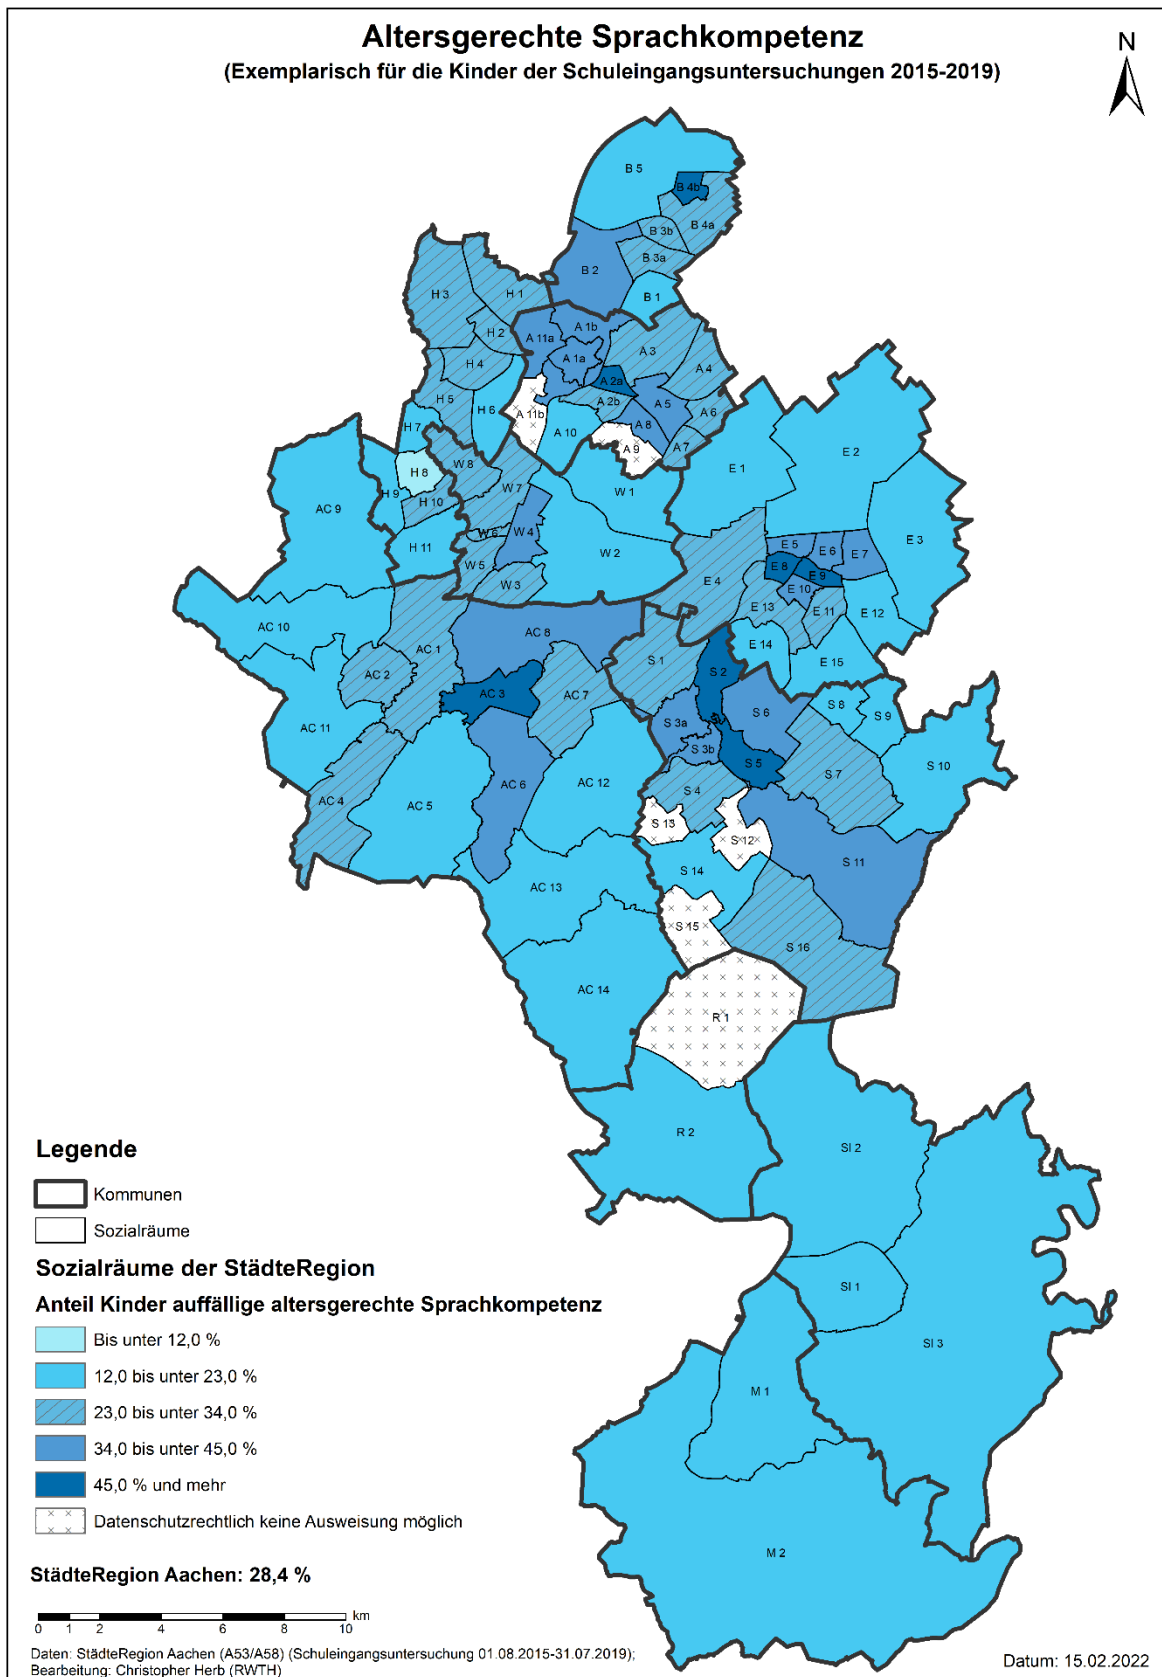 Altersgerechte Sprachkompetenz
(Exemplarisch für die Kinder der Schuleingangsuntersuchungen 2015-2019)
N
B 5
B 4b
B 4a
B 3b
B 3a
B 2
B 1
H 3
H 1
H 2
H 4
H 5
H 6
H 7
H 8
H 9
H 10
H 11
A 11a
A 1b
A 1a
A 3
A 4
A 2a
A 2b
A 5
A 6
A 8
A 7
A 9
A 10
A 11b
W 8
W 7
W 1
W 6
W 4
W 2
W 5
W 3
E 1
E 2
E 3
E 5
E 6
E 7
E 8
E 9
E 10
E 4
E 13
E 11
E 12
E 14
E 15
AC 9
AC 10
AC 1
AC 8
AC 2
AC 3
AC 7
AC 11
AC 4
AC 5
AC 6
AC 12
AC 13
AC 14
S 1
S 2
S 3a
S 3b
S 6
S 5
S 8
S 9
S 7
S 10
S 4
S 13
S 12
S 11
S 14
S 15
S 16
R 1
R 2
SI 2
SI 1
SI 3
M 1
M 2
Legende
Kommunen
Sozialräume
Sozialräume der StädteRegion
Anteil Kinder auffällige altersgerechte Sprachkompetenz
Bis unter 12,0 %
12,0 bis unter 23,0 %
23,0 bis unter 34,0 %
34,0 bis unter 45,0 %
45,0 % und mehr
Datenschutzrechtlich keine Ausweisung möglich
StädteRegion Aachen: 28,4 %
km
0 1 2 4 6 8 10
Daten: StädteRegion Aachen (A53/A58) (Schuleingangsuntersuchung 01.08.2015-31.07.2019);
Bearbeitung: Christopher Herb (RWTH)
Datum: 15.02.2022